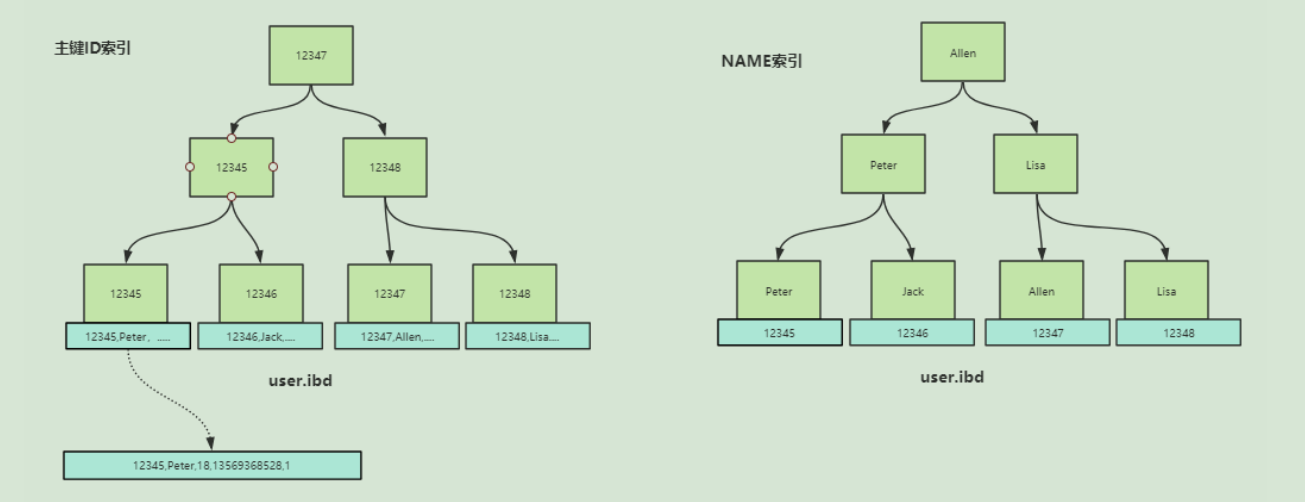 主键ID索引
12347
12345
12348
12345
12346
12347
12348
12345,Peter, .....
12346,Jack,....
12347,Allen,....
12348,Lisa....
user.ibd
12345,Peter,18,13569368528,1
NAME索引
Allen
Peter
Lisa
Peter
Jack
Allen
Lisa
12345
12346
12347
12348
user.ibd